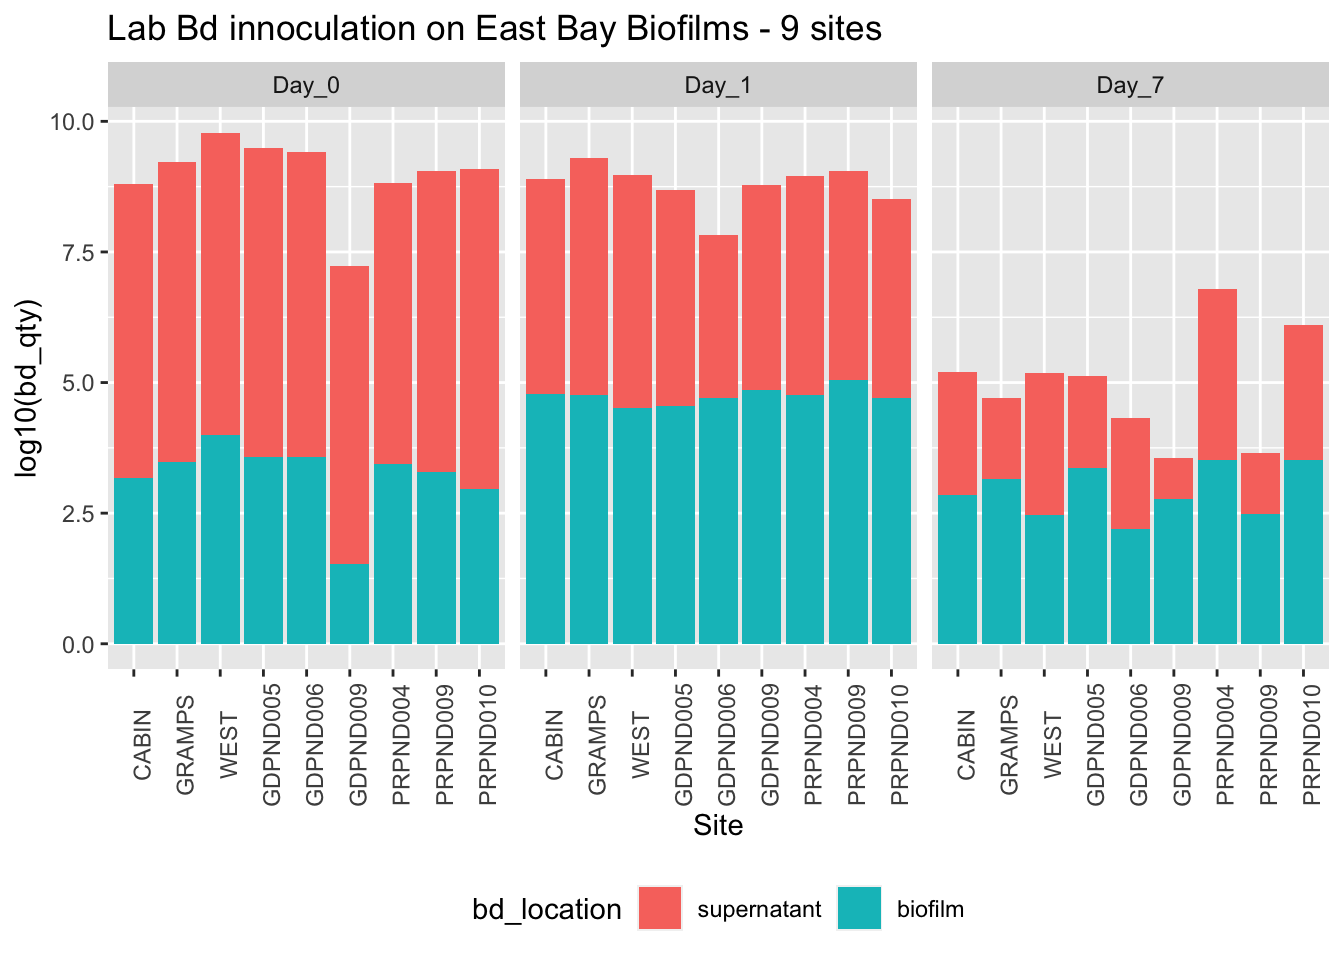 Lab Bd innoculation on East Bay Biofilms - 9 sites
Day_0
Day_1
Day_7
log10(bd_qty)
10.0
7.5
5.0
2.5
0.0
CABIN
GRAMPS
WEST
GDPND005
GDPND006
GDPND009
PRPND004
PRPND009
PRPND010
CABIN
GRAMPS
WEST
GDPND005
GDPND006
GDPND009
PRPND004
PRPND009
PRPND010
CABIN
GRAMPS
WEST
GDPND005
GDPND006
GDPND009
PRPND004
PRPND009
PRPND010
Site
bd_location supernatant biofilm